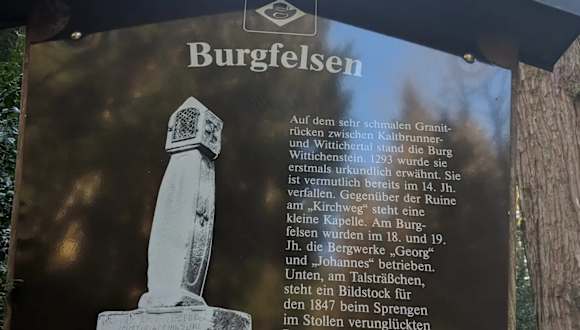 Burgfelsen
Auf dem sehr schmalen Granit-
rücken zwischen Kaltbrunner-
und Wittichertal stand die Burg
Wittichenstein. 1293 wurde sie
erstmals urkundlich erwähnt. Sie
ist vermutlich bereits im 14. Jh.
verfallen. Gegenüber der Ruine
am „Kirchweg“ steht eine
kleine Kapelle. Am Burg-
felsen wurden im 18. und 19.
Jh. die Bergwerke „Georg“
und „Johannes“ betrieben.
Unten, am Talsträßchen,
steht ein Bildstock für
den 1847 beim Sprengen
im Stollen verunglückten